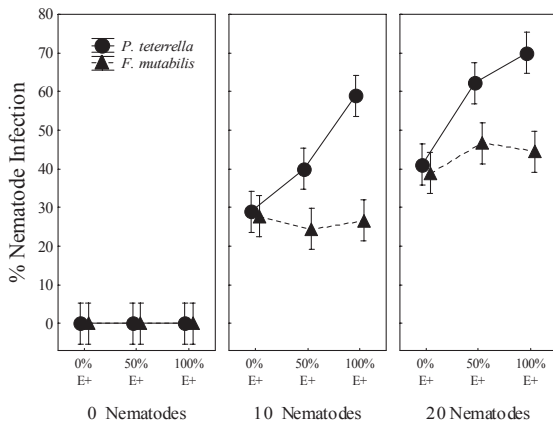 % Nematode Infection
80
70
60
50
40
30
20
10
0
P. teterrella
F. mutabilis
0% 50% 100%
E+ E+ E+
0 Nematodes
0% 50% 100%
E+ E+ E+
10 Nematodes
0% 50% 100%
E+ E+ E+
20 Nematodes